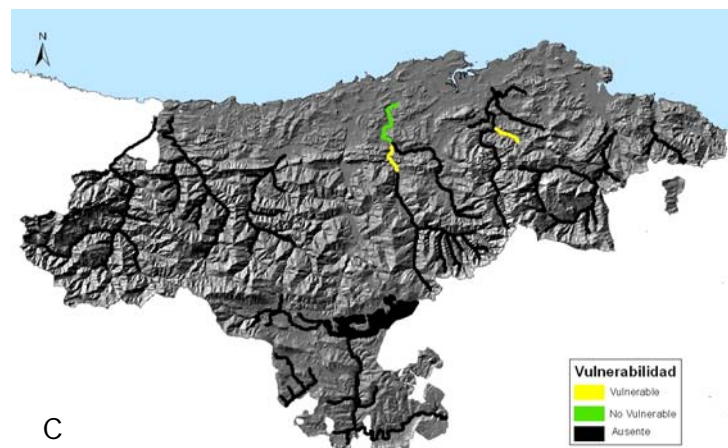 N
Vulnerabilidad
Vulnerable
No Vulnerable
Ausente
C